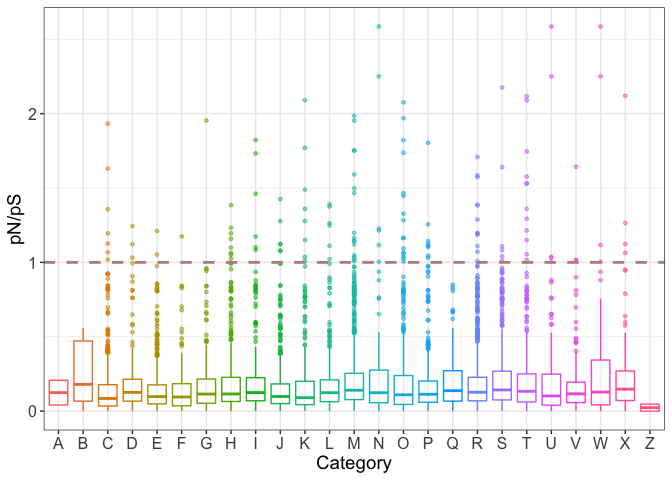 pN/pS
2
1
0
A B C D E F G H I J K L M N O P Q R S T U V W X Z
Category